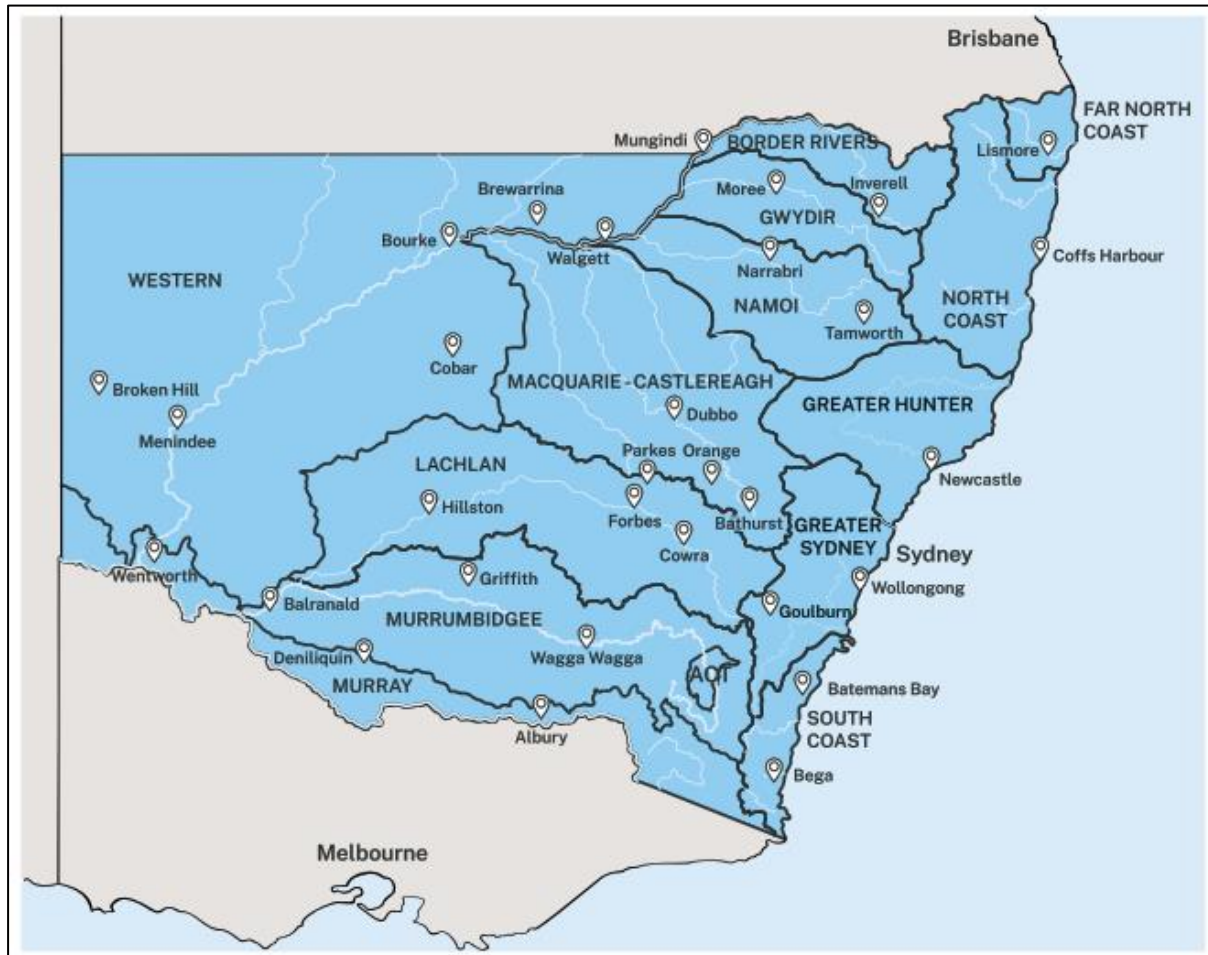 Brisbane
FAR NORTH
COAST
Mungindi
BORDER RIVERS
Lismore
Moree
Inverell
Brewarrina
GWYDIR
Bourke
Walgett
Narrabri
Coffs Harbour
WESTERN
NAMOI
NORTH
COAST
Tamworth
Cobar
MACQUARIE - CASTLEREAGH
Broken Hill
GREATER HUNTER
Dubbo
Menindee
Parkes
Orange
LACHLAN
Newcastle
Hillston
Forbes
Bathurst
GREATER
SYDNEY
Cowra
Sydney
Wentworth
Griffith
Wollongong
Balranald
Goulburn
MURRUMBIDGEE
Deniliquin
Wagga Wagga
ACT
MURRAY
Batemans Bay
Albury
SOUTH
COAST
Bega
Melbourne